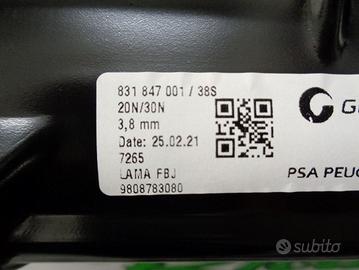 831 847 001 / 38S
20N/30N
3,8 mm
Date: 25.02.21
7265
LAMA FBJ
9808783080
G
PSA PEUG
subito